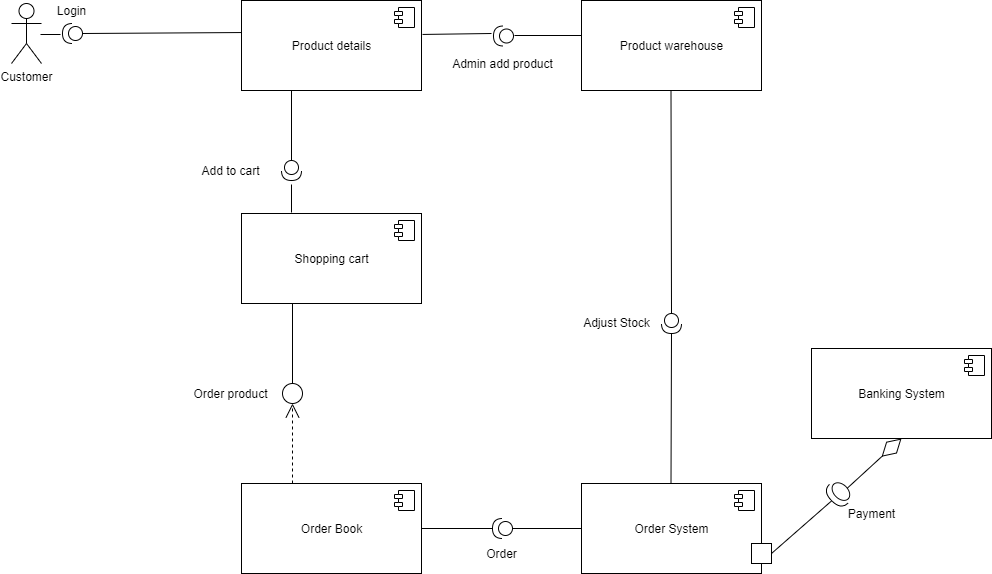 Login
Customer
Product details
Admin add product
Product warehouse
Add to cart
Shopping cart
Adjust Stock
Order product
Banking System
Payment
Order Book
Order
Order System